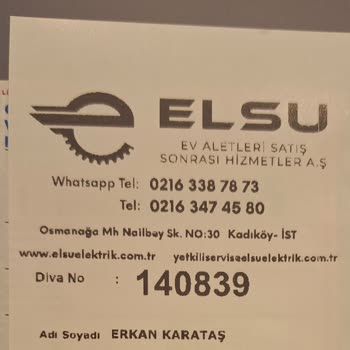 ELSU
EV ALETLERİ SATIŞ
SONRASI HİZMETLER A.Ş
Whatsapp Tel: 0216 338 78 73
Tel: 0216 347 45 80
Osmanağa Mh Nailbey Sk. NO:30 Kadıköy- İST
www.elsuelektrik.com.tr yetkiliservis@elsuelektrik.com.tr
Diva No : 140839
Adı Soyadı ERKAN KARATAŞ